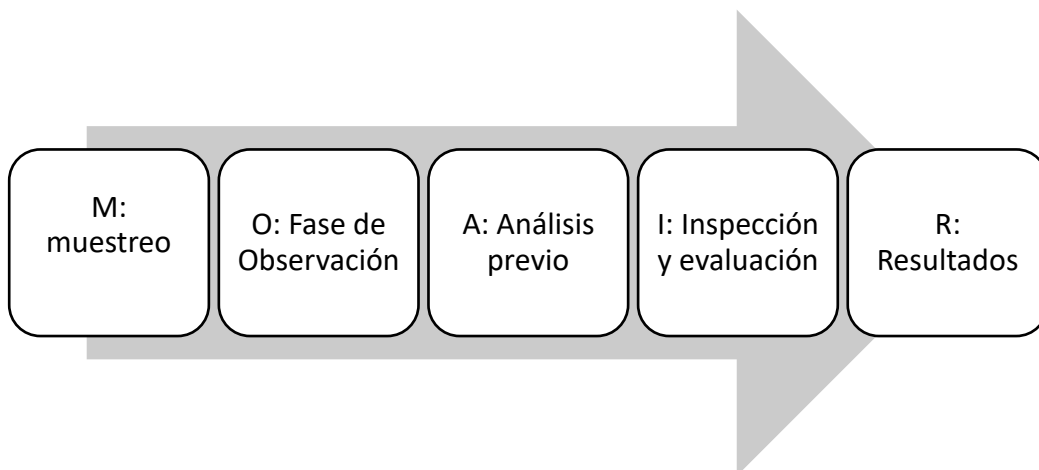 M:
muestreo
O: Fase de
Observación
A: Análisis
previo
I: Inspección
y evaluación
R:
Resultados